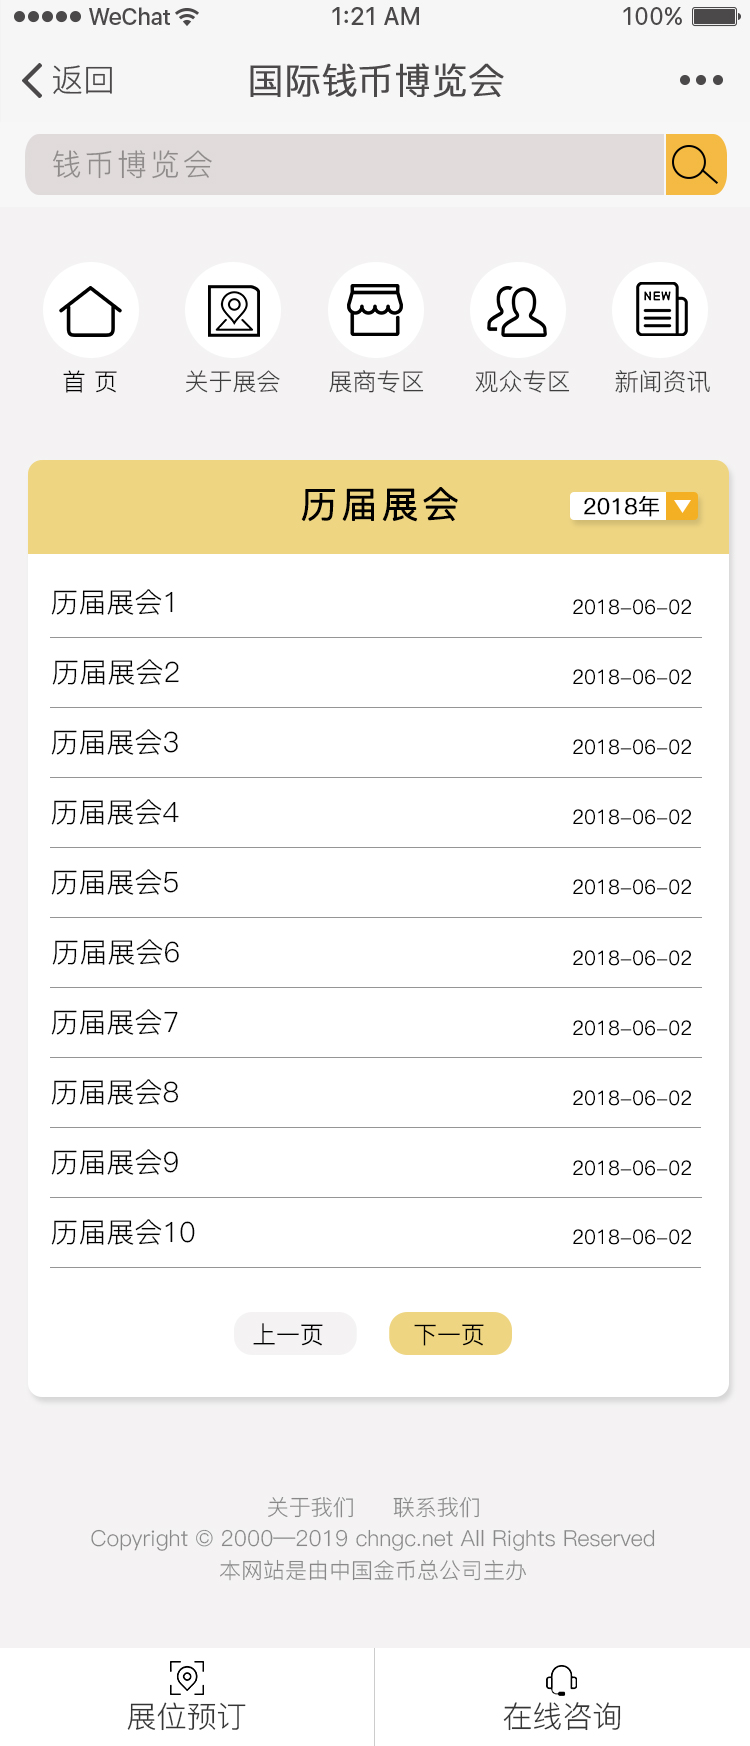 WeChat 1:21 AM 100%
返回 国际钱币博览会
钱币博览会
NEW
首 页 关于展会 展商专区 观众专区 新闻资讯
历届展会 2018年
历届展会1 2018-06-02
历届展会2 2018-06-02
历届展会3 2018-06-02
历届展会4 2018-06-02
历届展会5 2018-06-02
历届展会6 2018-06-02
历届展会7 2018-06-02
历届展会8 2018-06-02
历届展会9 2018-06-02
历届展会10 2018-06-02
上一页 下一页
关于我们 联系我们
Copyright © 2000—2019 chngc.net All Rights Reserved
本网站是由中国金币总公司主办
展位预订 在线咨询